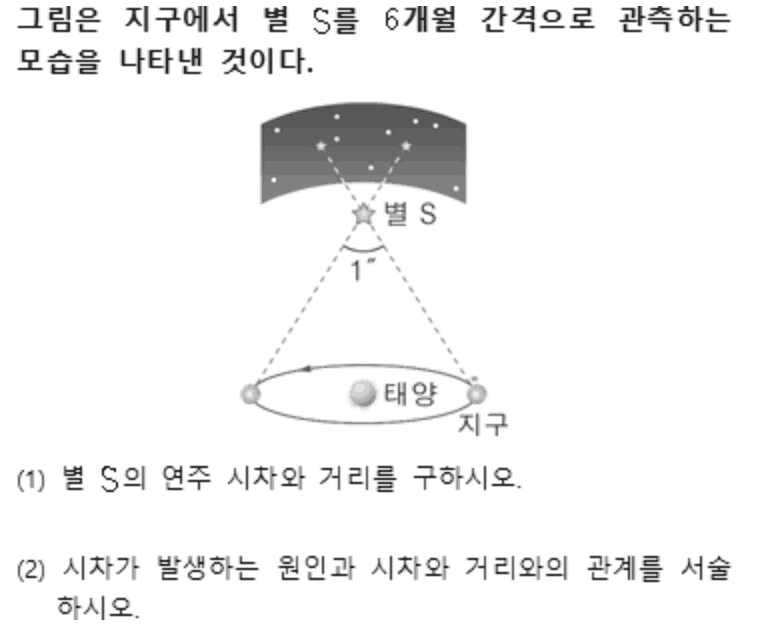 그림은 지구에서 별 S를 6개월 간격으로 관측하는
모습을 나타낸 것이다.
별 S
1″
태양
지구
(1) 별 S의 연주 시차와 거리를 구하시오.
(2) 시차가 발생하는 원인과 시차와 거리와의 관계를 서술
하시오.